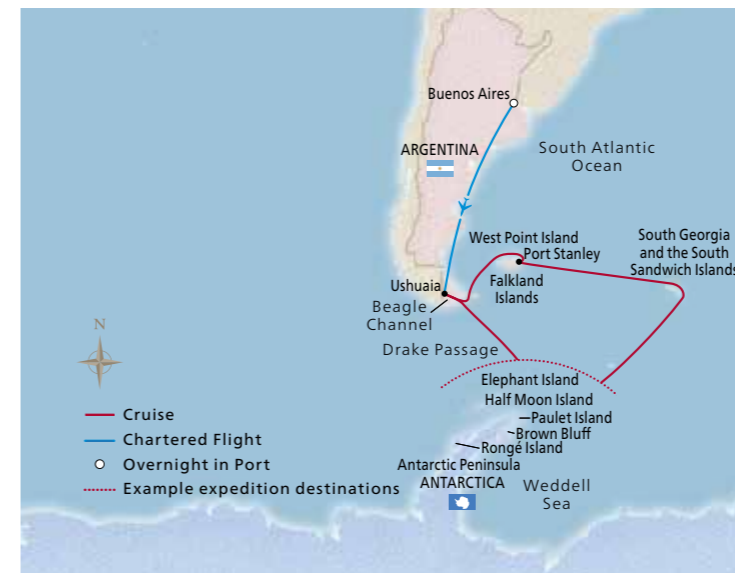 Buenos Aires
ARGENTINA
South Atlantic
Ocean
West Point Island
Port Stanley
South Georgia
and the South
Sandwich Islands
Ushuaia
Falkland
Islands
Beagle
Channel
N
Drake Passage
Elephant Island
Half Moon Island
Paulet Island
Brown Bluff
Rongé Island
Antarctic Peninsula
ANTARCTICA
Weddell
Sea
Cruise
Chartered Flight
Overnight in Port
Example expedition destinations